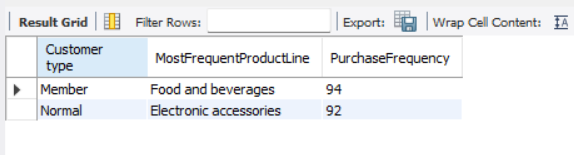 Result Grid Filter Rows: Export: Wrap Cell Content: IA
Customer type MostFrequentProductLine PurchaseFrequency
Member Food and beverages 94
Normal Electronic accessories 92